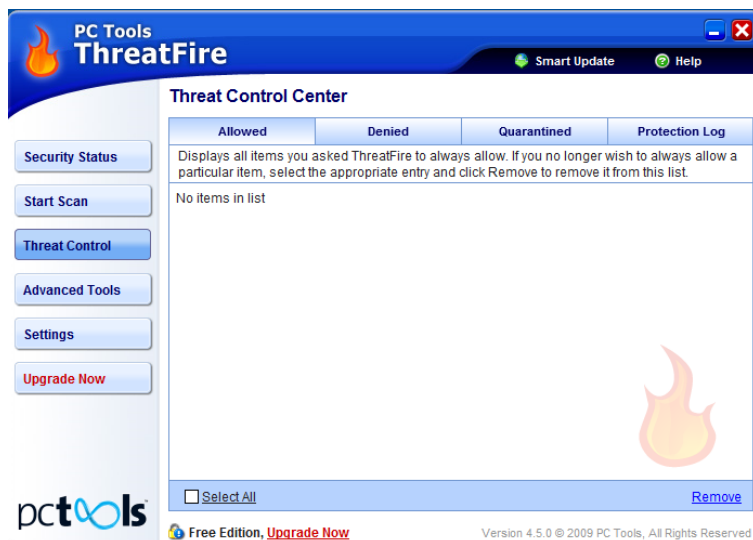 PC Tools
ThreatFire
Smart Update Help
Threat Control Center
Allowed Denied Quarantined Protection Log
Displays all items you asked ThreatFire to always allow. If you no longer wish to always allow a
particular item, select the appropriate entry and click Remove to remove it from this list.
No items in list
Security Status
Start Scan
Threat Control
Advanced Tools
Settings
Upgrade Now
Select All Remove
pctools
Free Edition, Upgrade Now Version 4.5.0 © 2009 PC Tools, All Rights Reserved